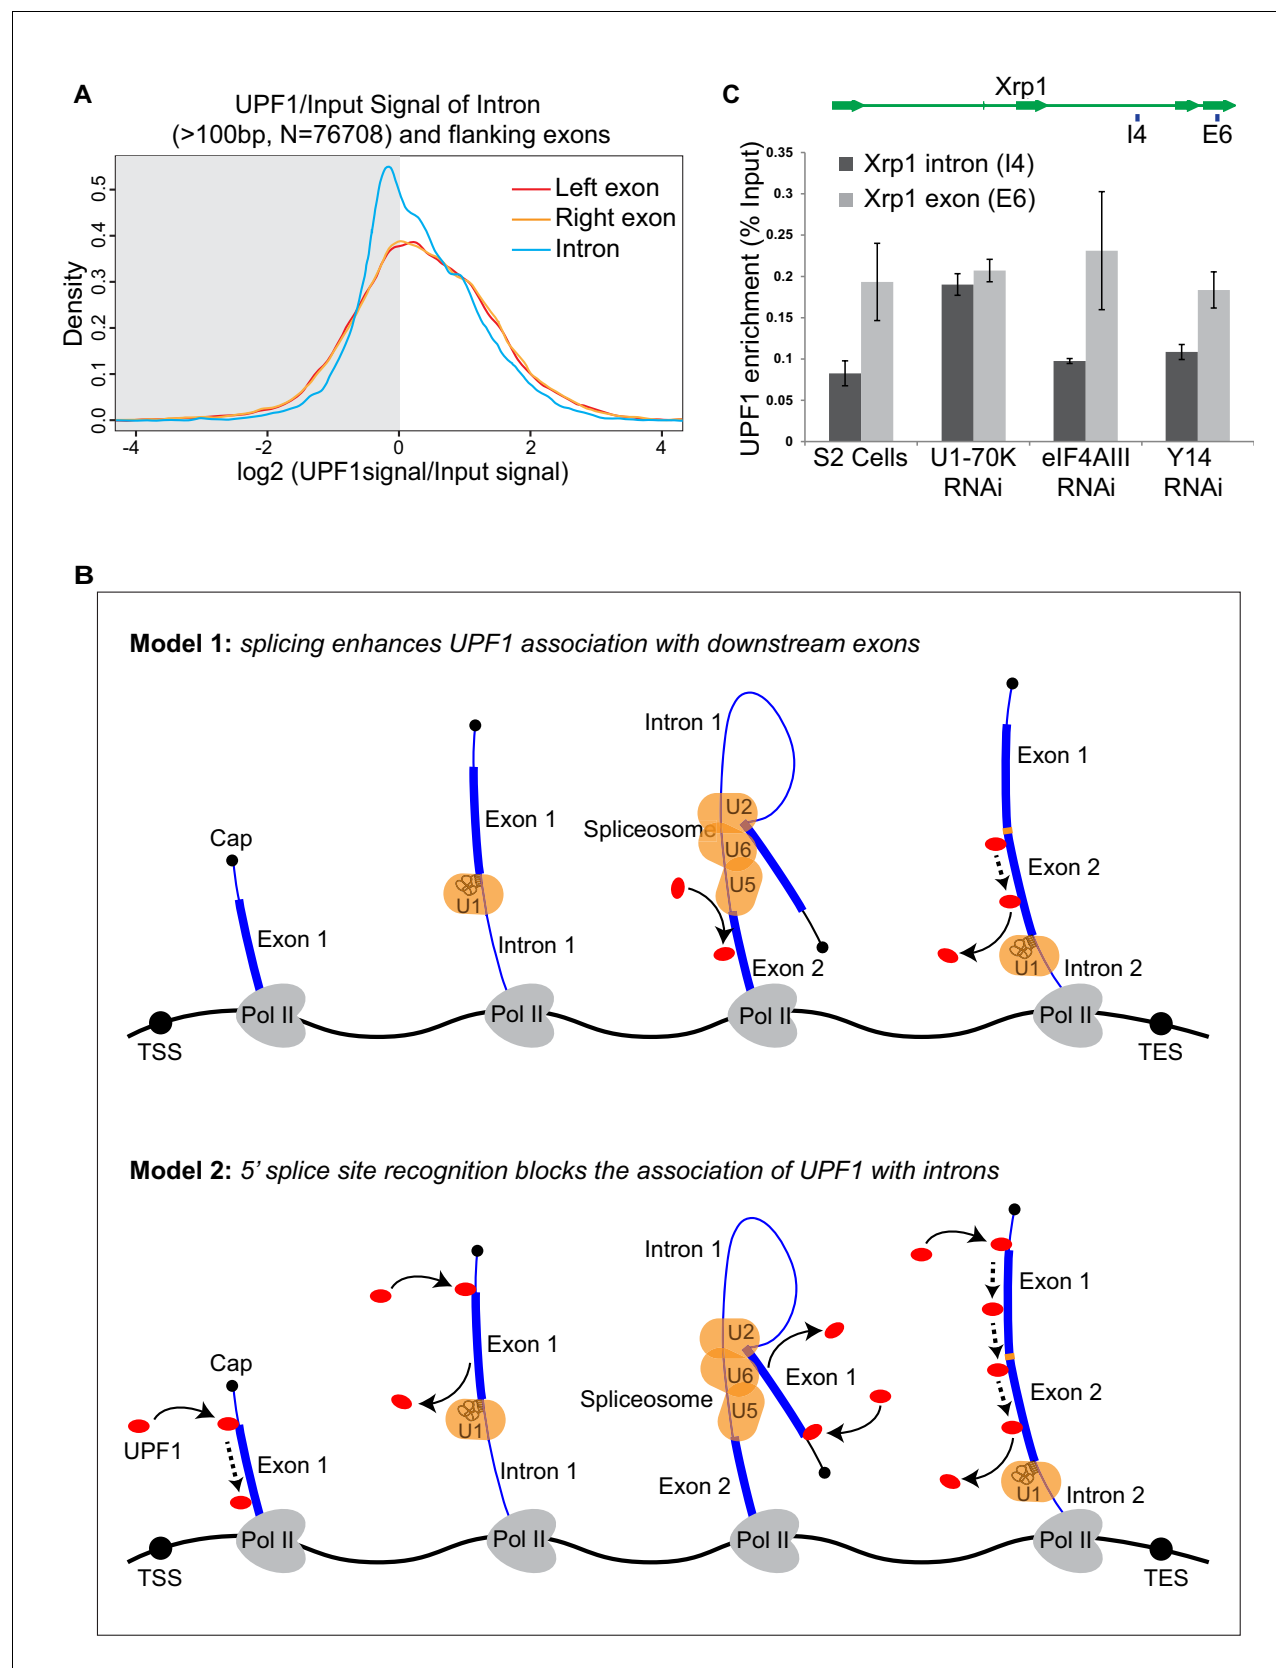 A
UPF1/Input Signal of Intron
(>100bp, N=76708) and flanking exons
Left exon
Right exon
Intron
Density
0.0
0.1
0.2
0.3
0.4
0.5
-4
-2
0
2
4
log2 (UPF1signal/Input signal)
C
Xrp1
I4
E6
Xrp1 intron (I4)
Xrp1 exon (E6)
UPF1 enrichment (% Input)
0.35
0.3
0.25
0.2
0.15
0.1
0.05
0
S2 Cells
U1-70K
RNAi
eIF4AIII
RNAi
Y14
RNAi
B
Model 1: splicing enhances UPF1 association with downstream exons
Cap
Exon 1
Pol II
TSS
Exon 1
U1
Intron 1
Pol II
Intron 1
U2
Spliceosome
U6
U5
Exon 2
Pol II
Exon 1
Exon 2
U1
Intron 2
Pol II
TES
Model 2: 5' splice site recognition blocks the association of UPF1 with introns
Cap
UPF1
Exon 1
Pol II
TSS
Exon 1
U1
Intron 1
Pol II
Intron 1
U2
U6
Exon 1
Spliceosome
U5
Exon 2
Pol II
Exon 1
Exon 2
U1
Intron 2
Pol II
TES